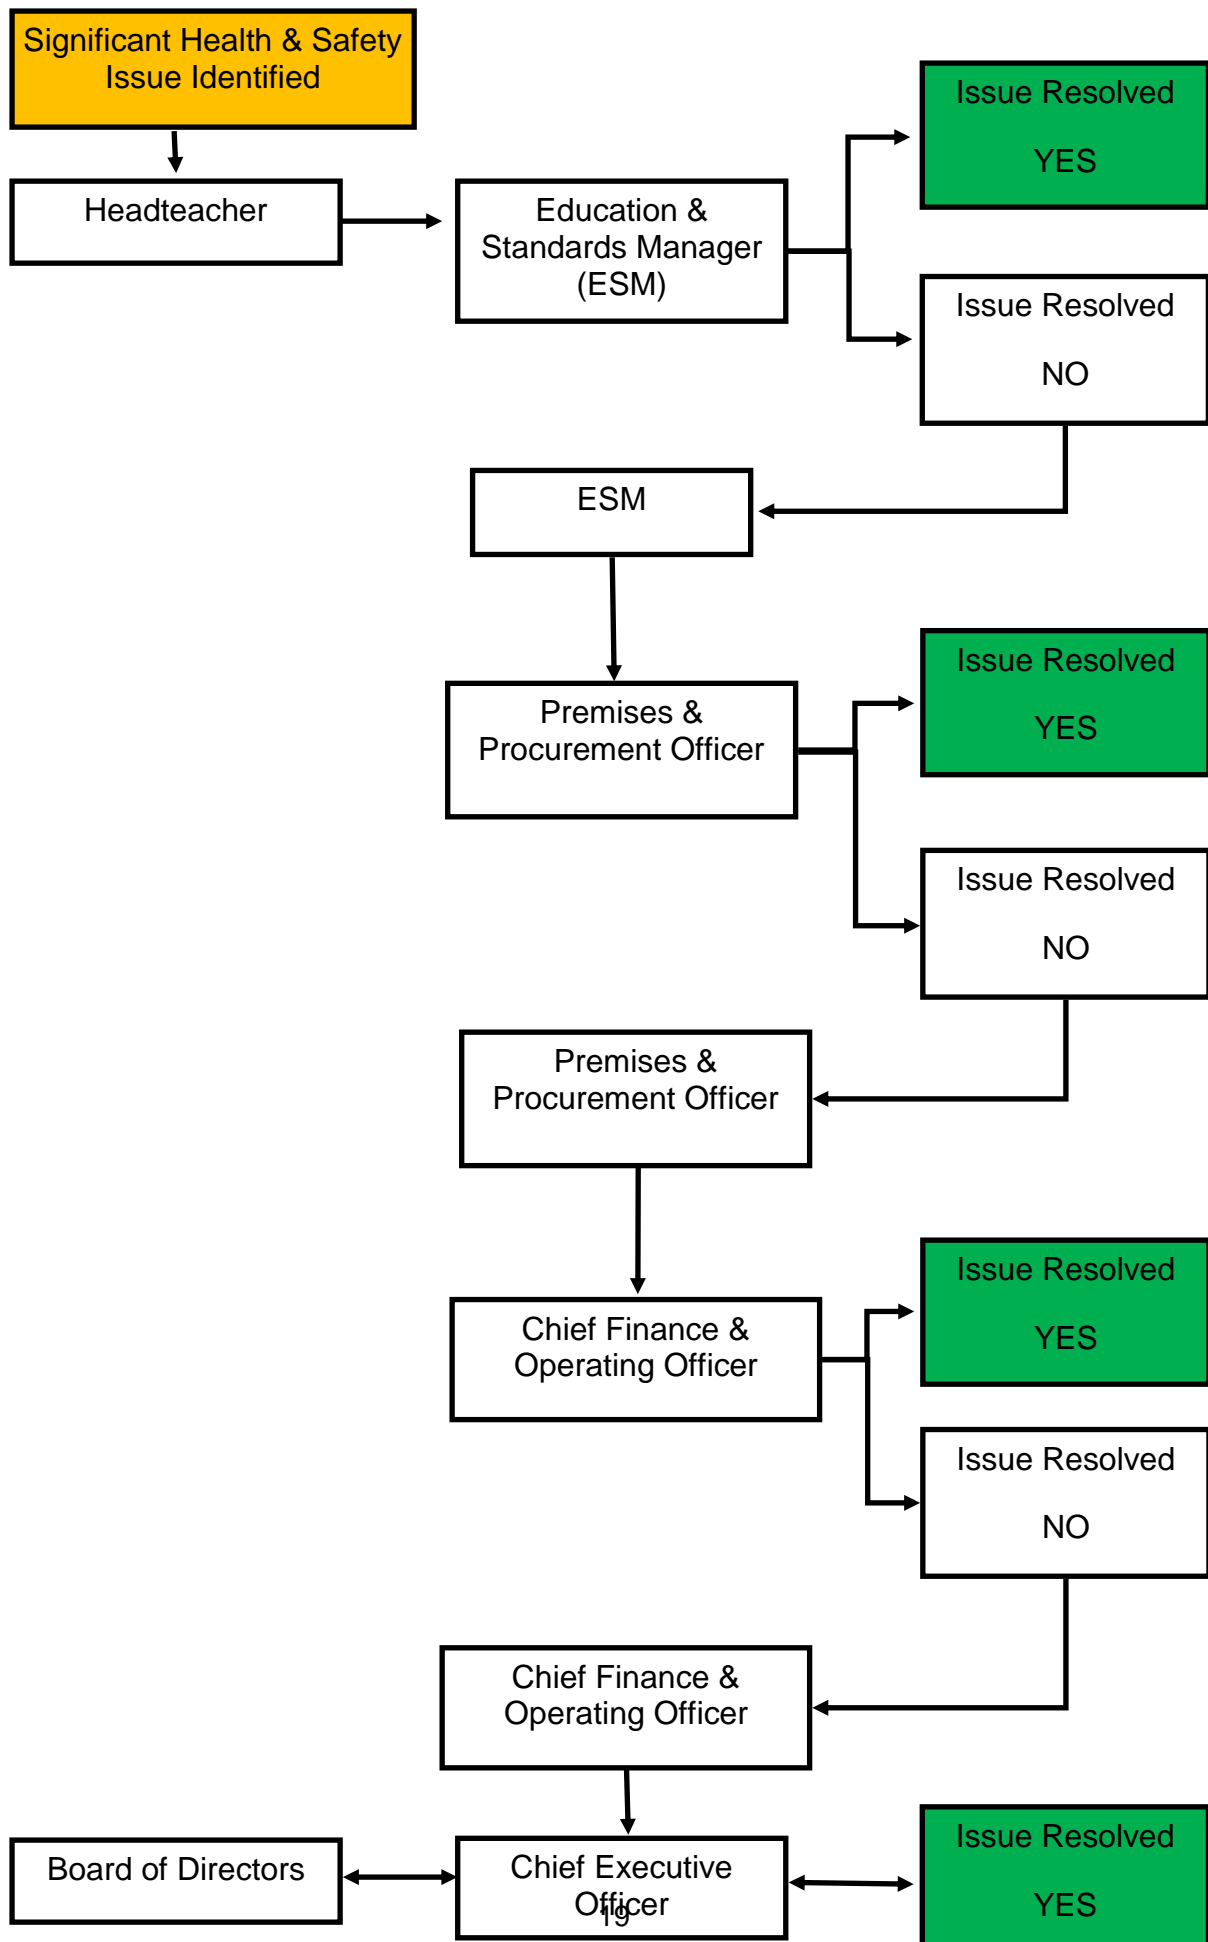 Significant Health & Safety
Issue Identified
Issue Resolved
YES
Headteacher
Education &
Standards Manager
(ESM)
Issue Resolved
NO
ESM
Issue Resolved
YES
Premises &
Procurement Officer
Issue Resolved
NO
Premises &
Procurement Officer
Issue Resolved
YES
Chief Finance &
Operating Officer
Issue Resolved
NO
Chief Finance &
Operating Officer
Board of Directors
Chief Executive
Officer
Issue Resolved
YES
19